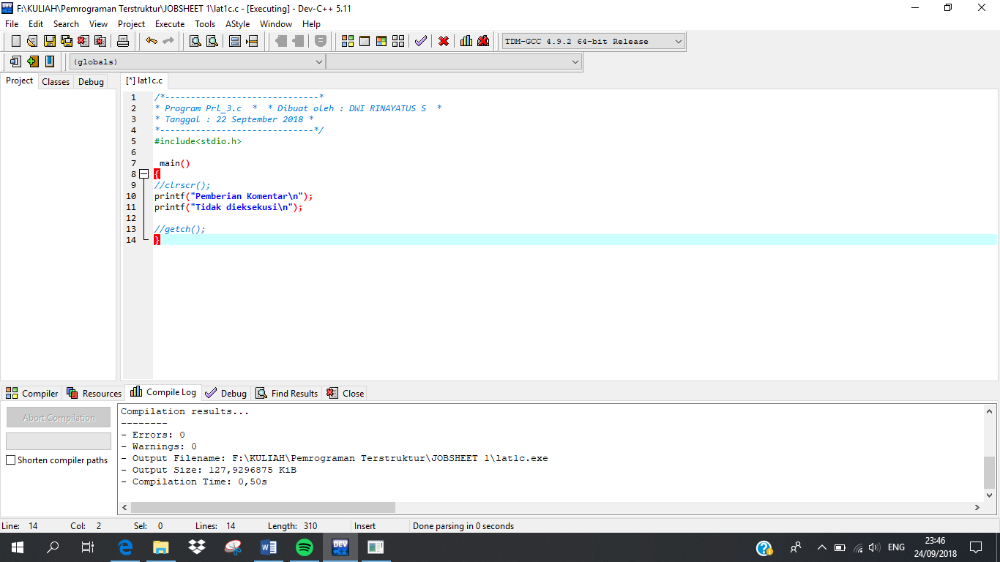 F:\KULIAH\Pemrograman Terstruktur\JOBSHEET 1\lat1c.c - [Executing] - Dev-C++ 5.11
File Edit Search View Project Execute Tools AStyle Window Help
TDM-GCC 4.9.2 64-bit Release
(globals)
Project Classes Debug [*] lat1c.c
1 /*------------------------------*
2 * Program Prl_3.c  *  * Dibuat oleh : DWI RINAYATUS S  *
3 * Tanggal : 22 September 2018 *
4 *------------------------------*/
5 #include<stdio.h>
6
7  main()
8 {
9 //clrscr();
10 printf("Pemberian Komentar\n");
11 printf("Tidak dieksekusi\n");
12
13 //getch();
14 }
Compiler Resources Compile Log Debug Find Results Close
Abort Compilation
Shorten compiler paths
Compilation results...
--------
- Errors: 0
- Warnings: 0
- Output Filename: F:\KULIAH\Pemrograman Terstruktur\JOBSHEET 1\lat1c.exe
- Output Size: 127,9296875 KiB
- Compilation Time: 0,50s
Line: 14 Col: 2 Sel: 0 Lines: 14 Length: 310 Insert Done parsing in 0 seconds
DEV
ENG
23:46
24/09/2018